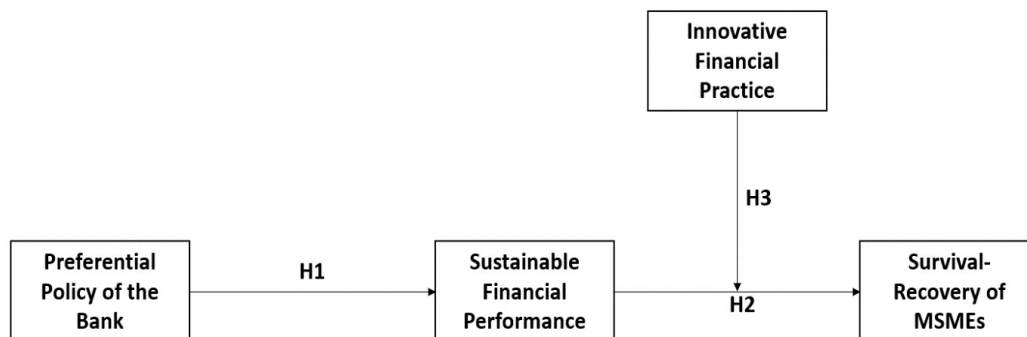 Innovative
Financial
Practice
H3
Preferential
Policy of the
Bank
H1
Sustainable
Financial
Performance
H2
Survival-
Recovery of
MSMEs